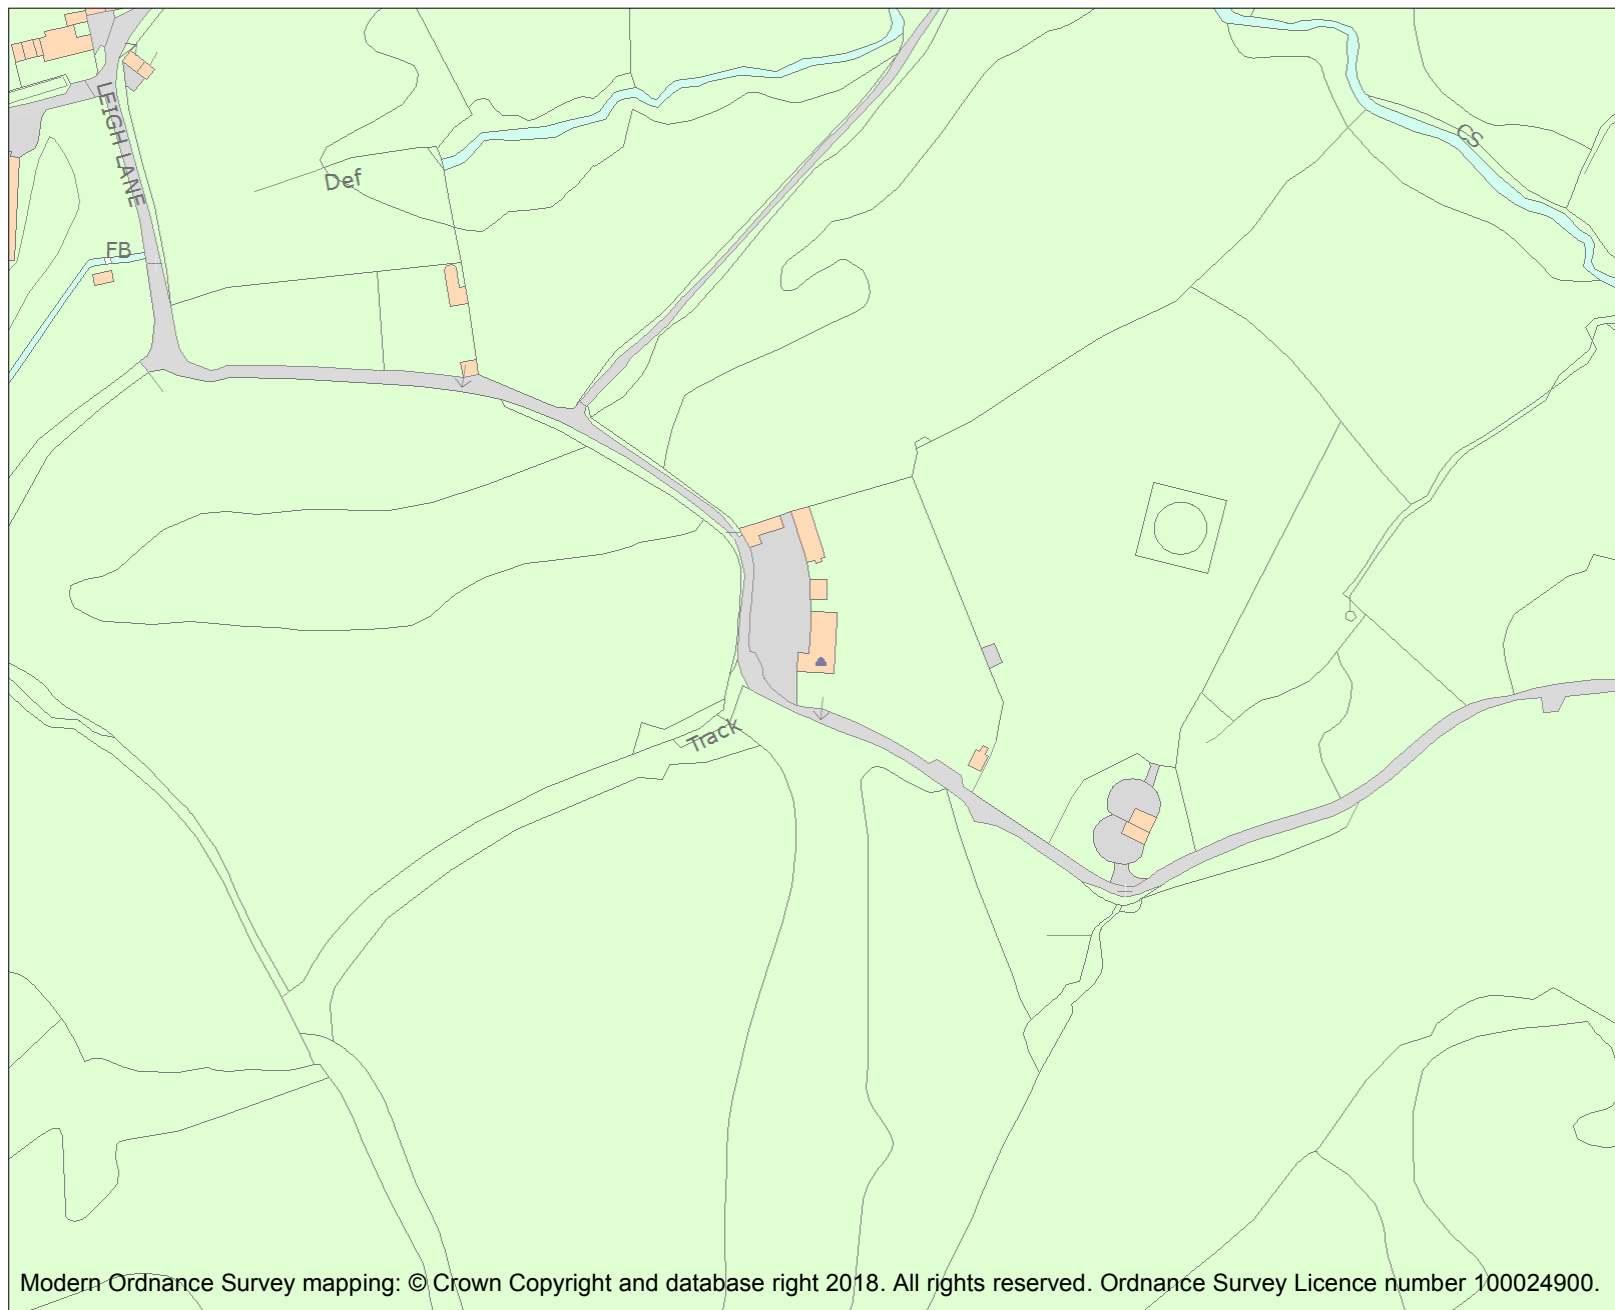 LEIGH LANE
CS
Def
FB
Track
Modern Ordnance Survey mapping: © Crown Copyright and database right 2018. All rights reserved. Ordnance Survey Licence number 100024900.